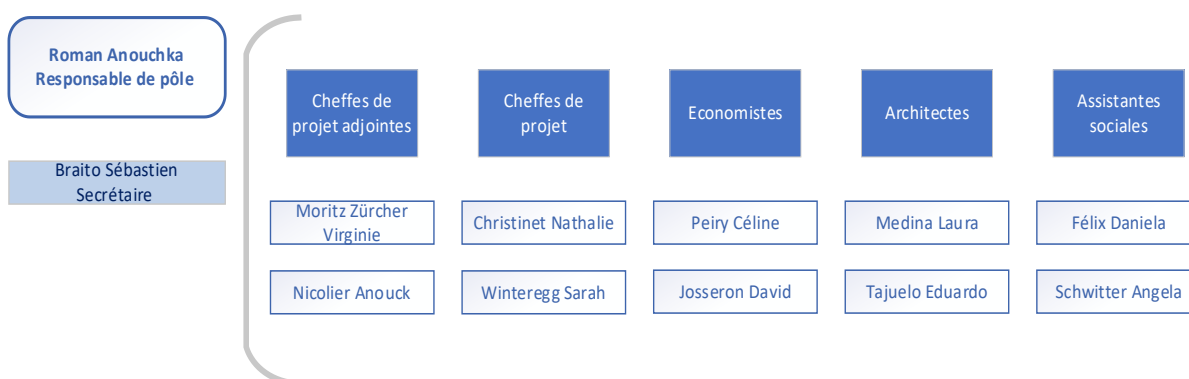 Roman Anouchka
Responsable de pôle
Braito Sébastien
Secrétaire
Cheffes de
projet adjointes
Cheffes de
projet
Economistes
Architectes
Assistantes
sociales
Moritz Zürcher
Virginie
Christinet Nathalie
Peiry Céline
Medina Laura
Félix Daniela
Nicolier Anouck
Winteregg Sarah
Josseron David
Tajuelo Eduardo
Schwitter Angela